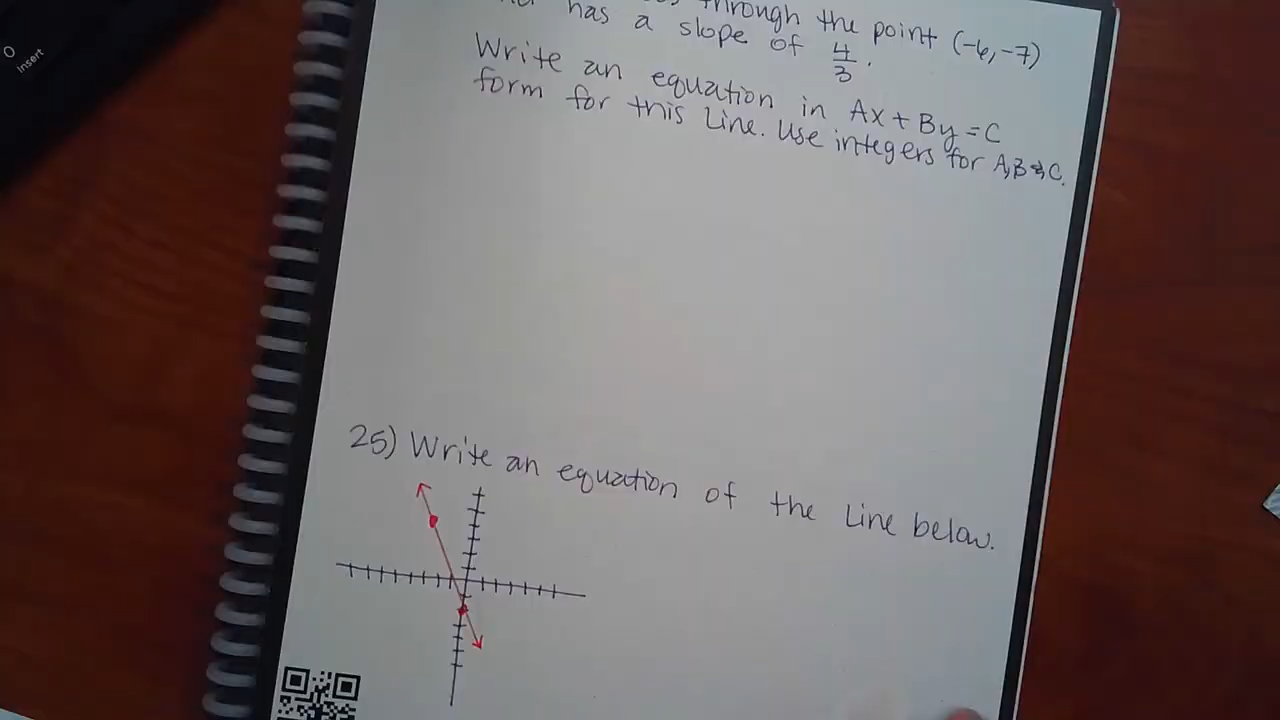 through the point (-6,-7)
has a slope of 4/3.
Write an equation in Ax + By = C
form for this Line. Use integers for A, B & C.
25) Write an equation of the Line below.
O
Insert